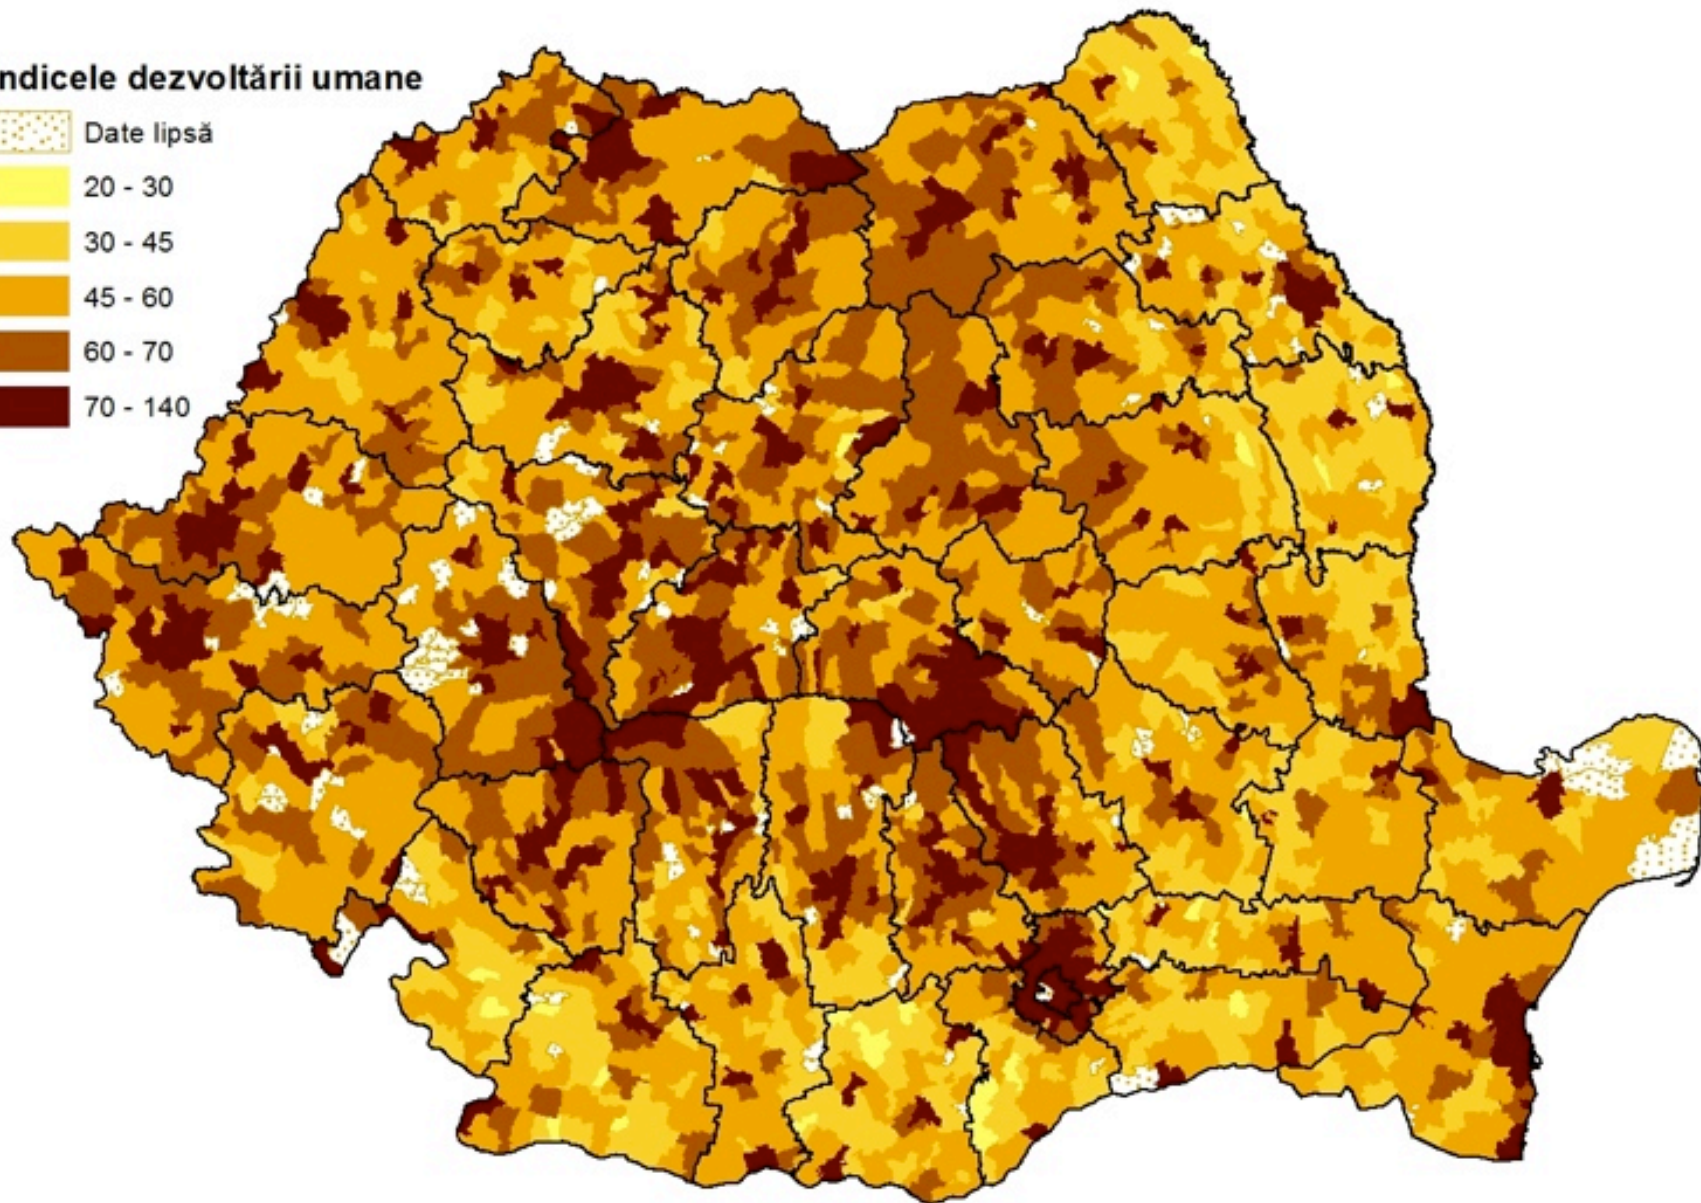 ndicele dezvoltării umane
Date lipsă
20 - 30
30 - 45
45 - 60
60 - 70
70 - 140